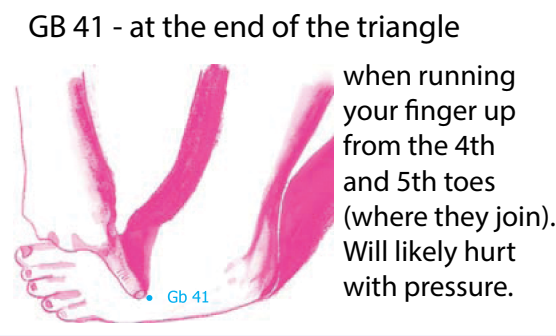 GB 41 - at the end of the triangle
when running
your finger up
from the 4th
and 5th toes
(where they join).
Will likely hurt
with pressure.
Gb 41